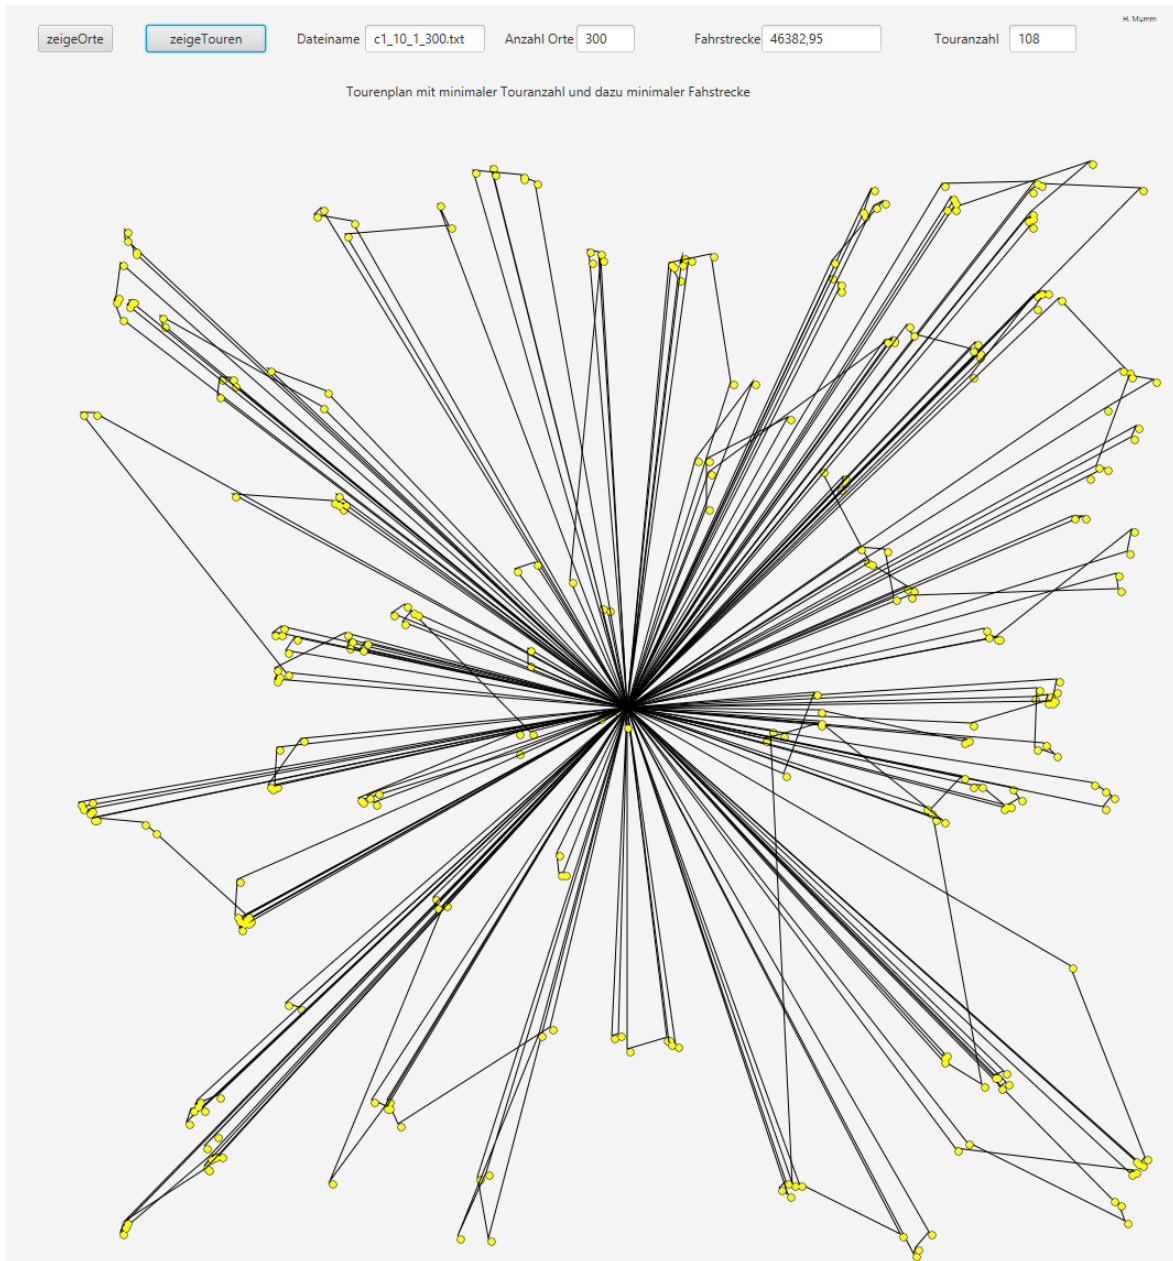 H. Mumm
zeigeOrte zeigeTouren Dateiname c1_10_1_300.txt Anzahl Orte 300 Fahrstrecke 46382,95 Touranzahl 108
Tourenplan mit minimaler Touranzahl und dazu minimaler Fahstrecke